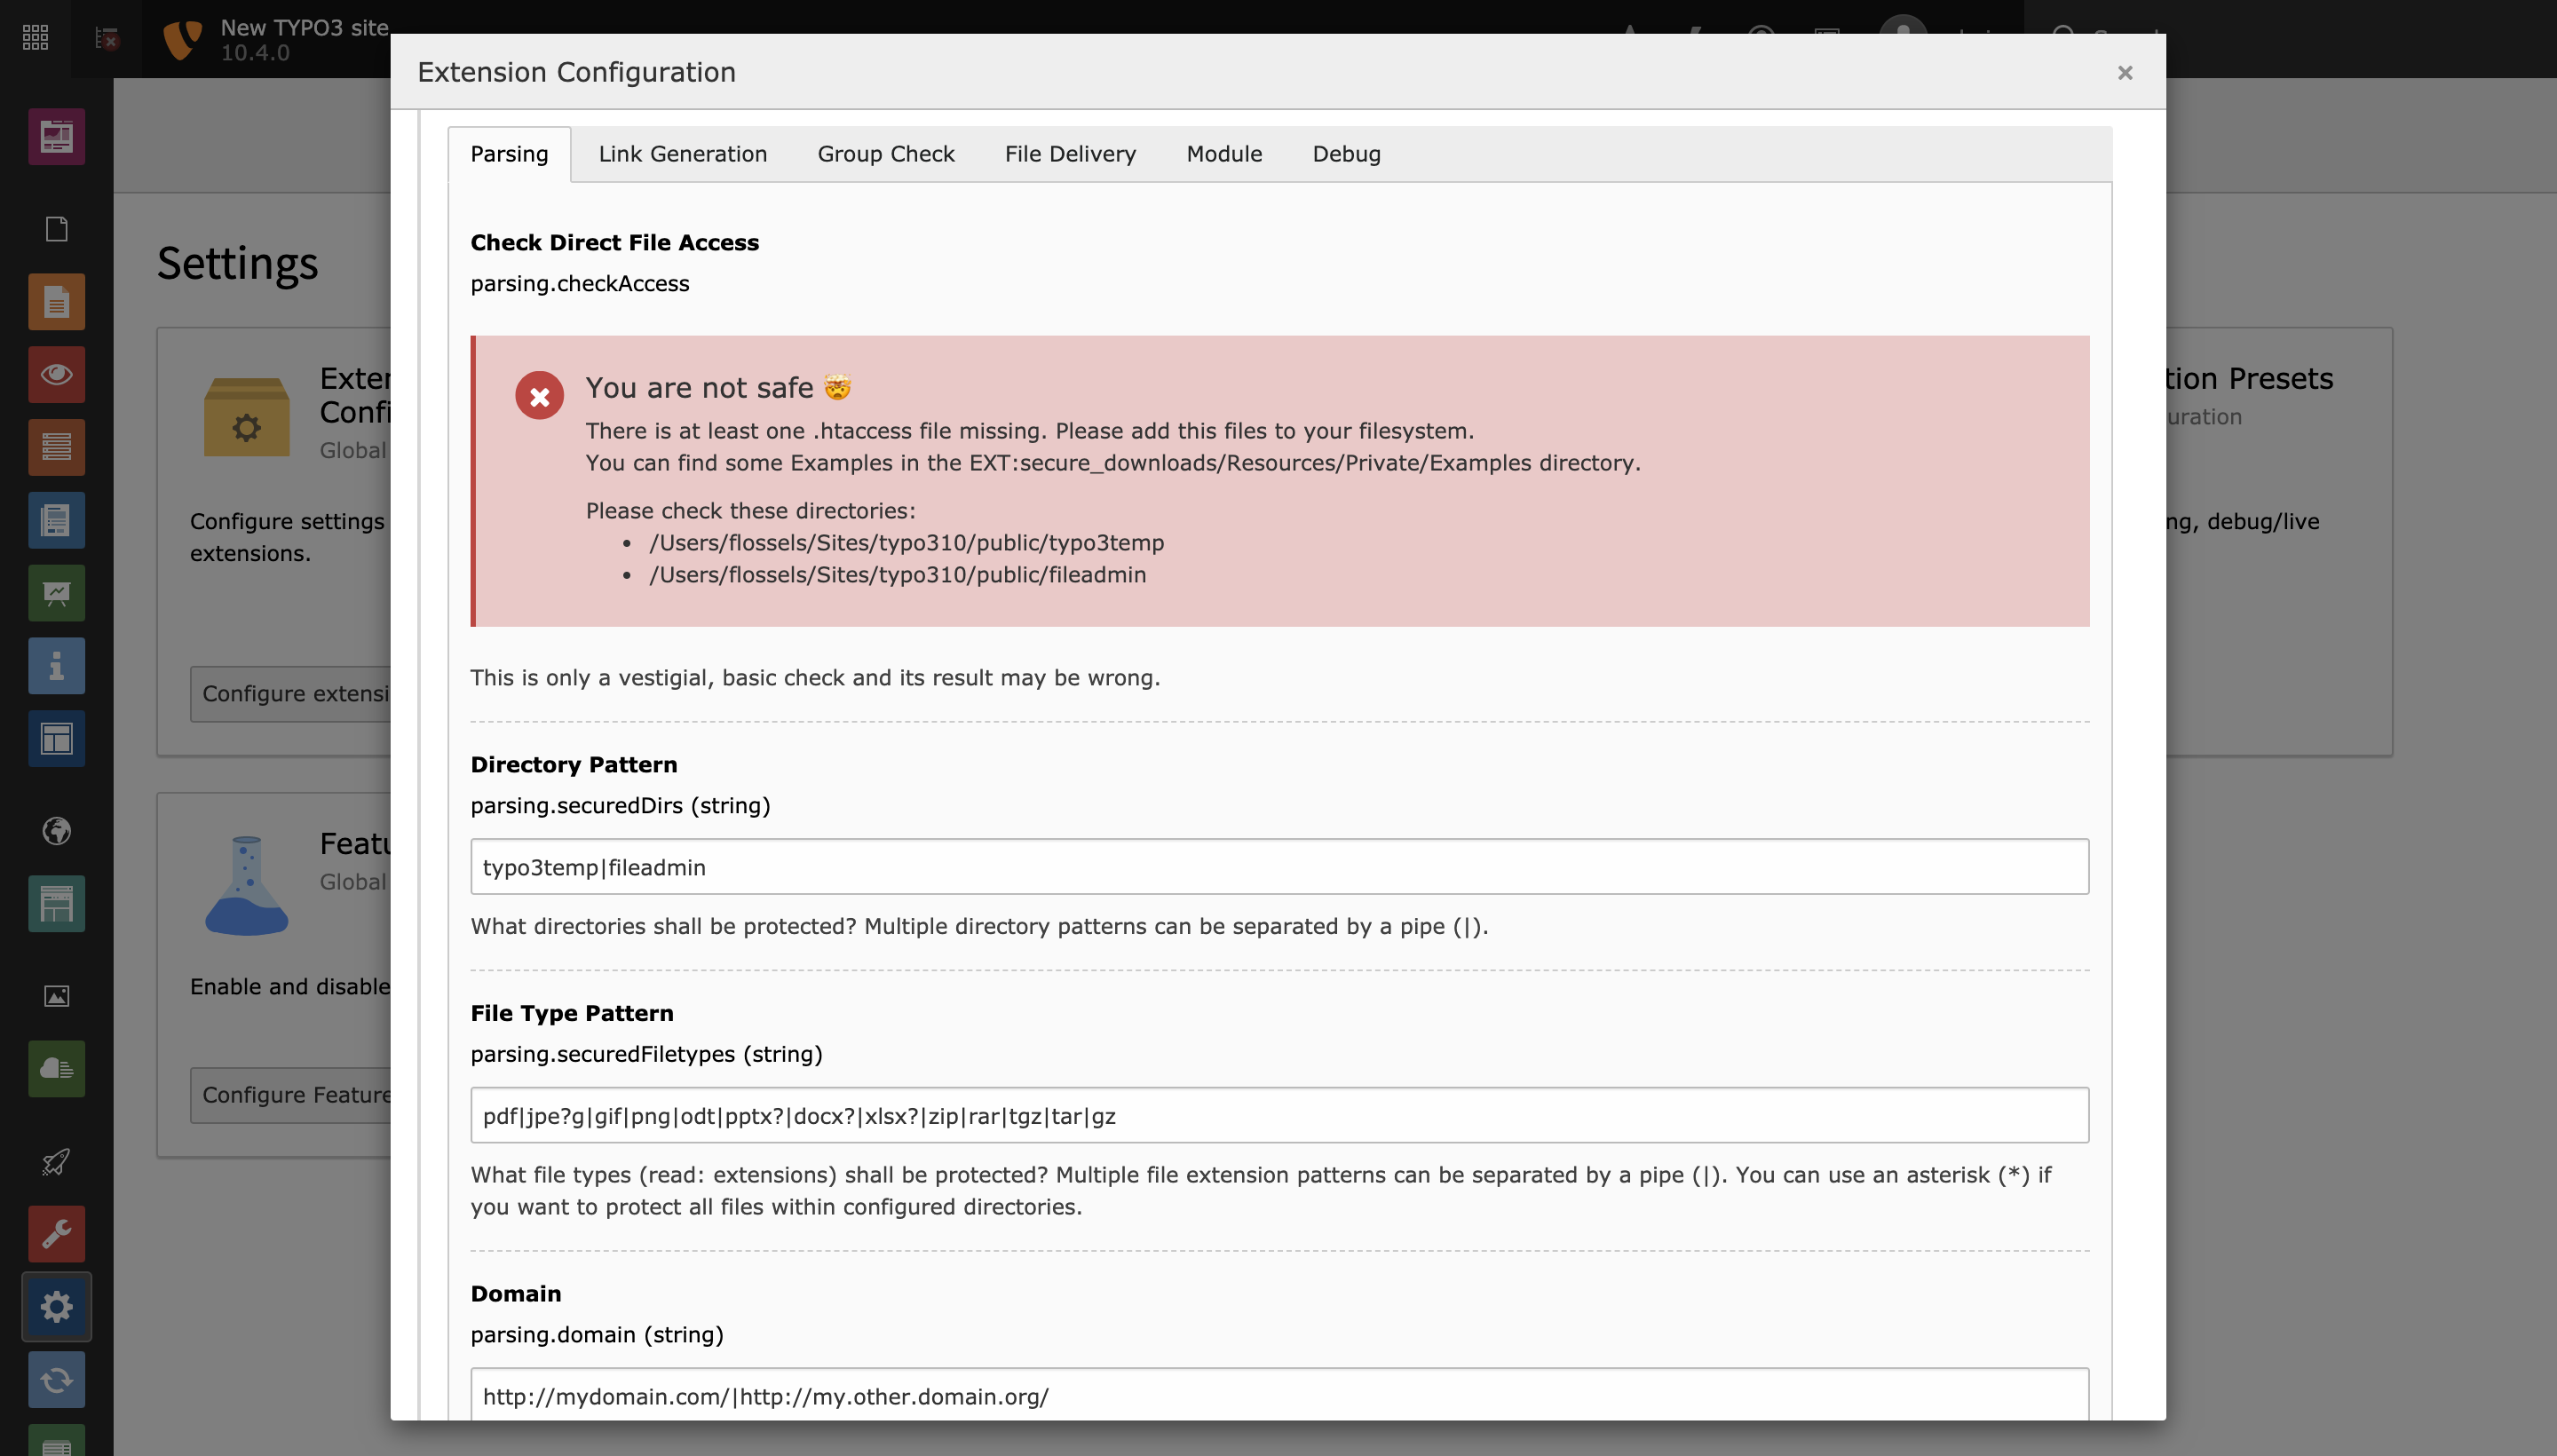 New TYPO3 site
10.4.0
Extension Configuration
×
Parsing
Link Generation
Group Check
File Delivery
Module
Debug
Settings
Check Direct File Access
parsing.checkAccess
You are not safe 🤯
There is at least one .htaccess file missing. Please add this files to your filesystem.
You can find some Examples in the EXT:secure_downloads/Resources/Private/Examples directory.
Please check these directories:
• /Users/flossels/Sites/typo310/public/typo3temp
• /Users/flossels/Sites/typo310/public/fileadmin
This is only a vestigial, basic check and its result may be wrong.
Directory Pattern
parsing.securedDirs (string)
typo3temp|fileadmin
What directories shall be protected? Multiple directory patterns can be separated by a pipe (|).
File Type Pattern
parsing.securedFiletypes (string)
pdf|jpe?g|gif|png|odt|pptx?|docx?|xlsx?|zip|rar|tgz|tar|gz
What file types (read: extensions) shall be protected? Multiple file extension patterns can be separated by a pipe (|). You can use an asterisk (*) if
you want to protect all files within configured directories.
Domain
parsing.domain (string)
http://mydomain.com/|http://my.other.domain.org/
Global
Configure settings
extensions.
Configure extensi
Global
Enable and disable
Configure Feature
tion Presets
uration
ng, debug/live